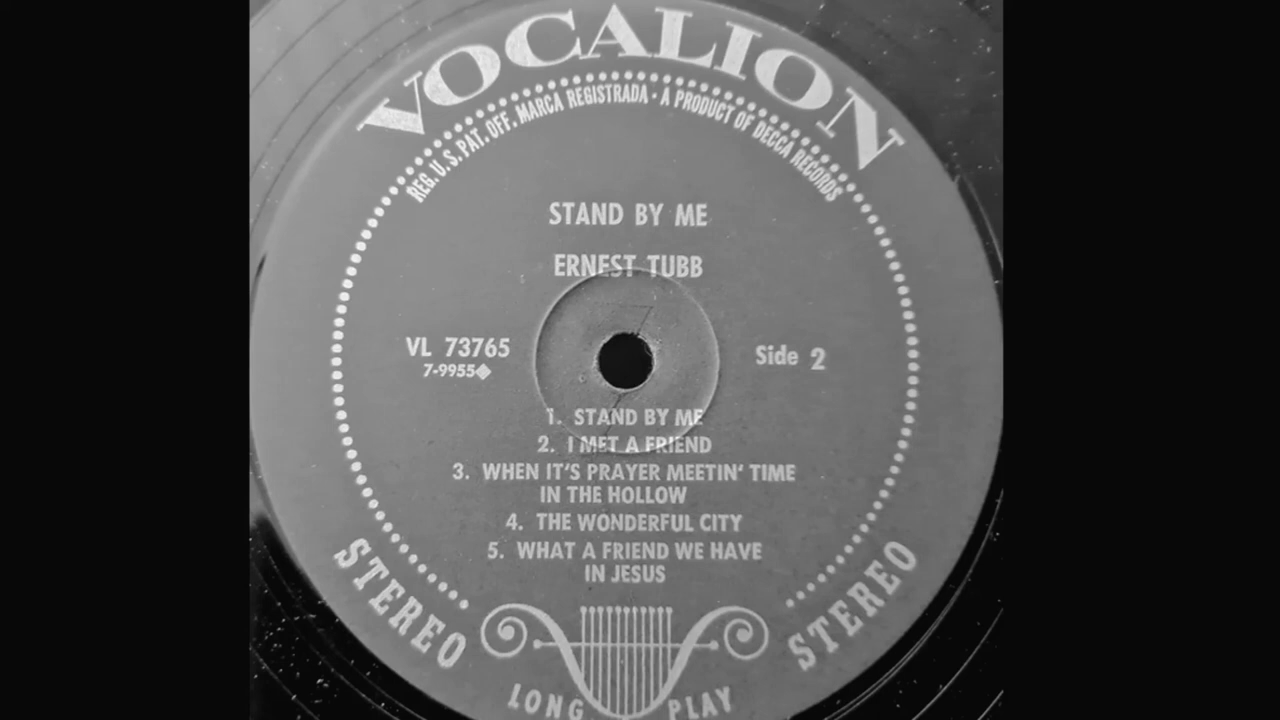 VOCALION
REG. U.S. PAT. OFF. MARCA REGISTRADA · A PRODUCT OF DECCA RECORDS
STAND BY ME
ERNEST TUBB
VL 73765
7-9955◆
Side 2
1. STAND BY ME
2. I MET A FRIEND
3. WHEN IT'S PRAYER MEETIN' TIME
IN THE HOLLOW
4. THE WONDERFUL CITY
5. WHAT A FRIEND WE HAVE
IN JESUS
STEREO
STEREO
LONG PLAY